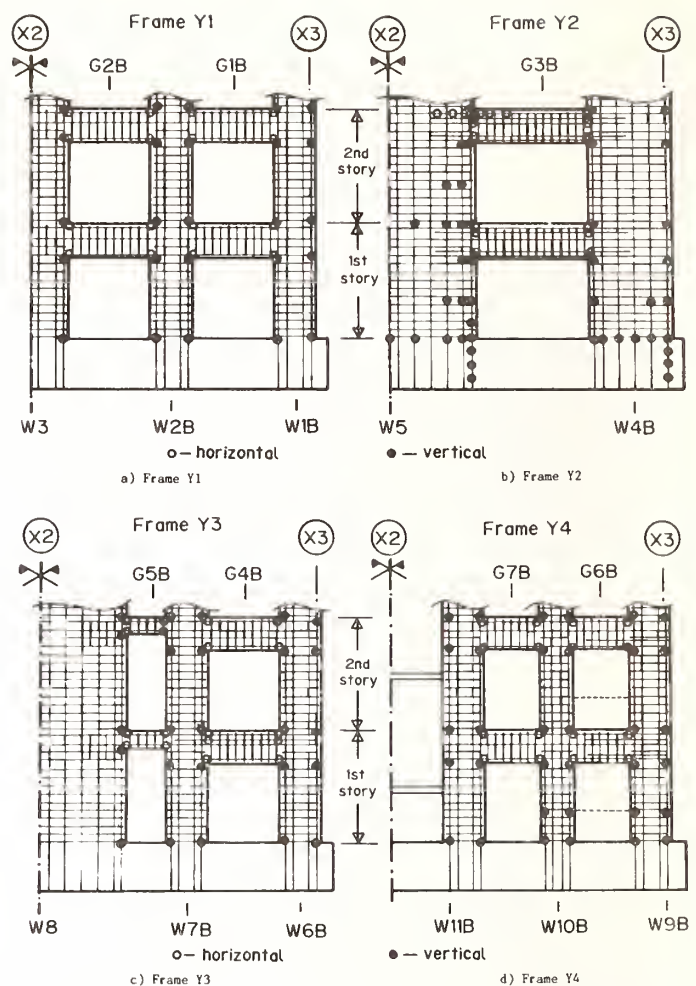 Frame Y1
X2
X3
G2B
G1B
2nd story
1st story
W3
W2B
W1B
o— horizontal
a) Frame Y1
Frame Y2
X2
X3
G3B
W5
W4B
●— vertical
b) Frame Y2
Frame Y3
X2
X3
G5B
G4B
2nd story
1st story
W8
W7B
W6B
o— horizontal
c) Frame Y3
Frame Y4
X2
X3
G7B
G6B
W11B
W10B
W9B
●— vertical
d) Frame Y4